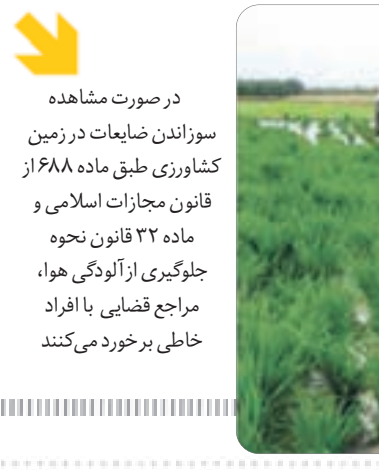 در صورت مشاهده
سوزاندن ضایعات در زمین
کشاورزی طبق ماده ۶۸۸ از
قانون مجازات اسلامی و
ماده ۳۲ قانون نحوه
جلوگیری از آلودگی هوا،
مراجع قضایی با افراد
خاطی برخورد می‌کنند